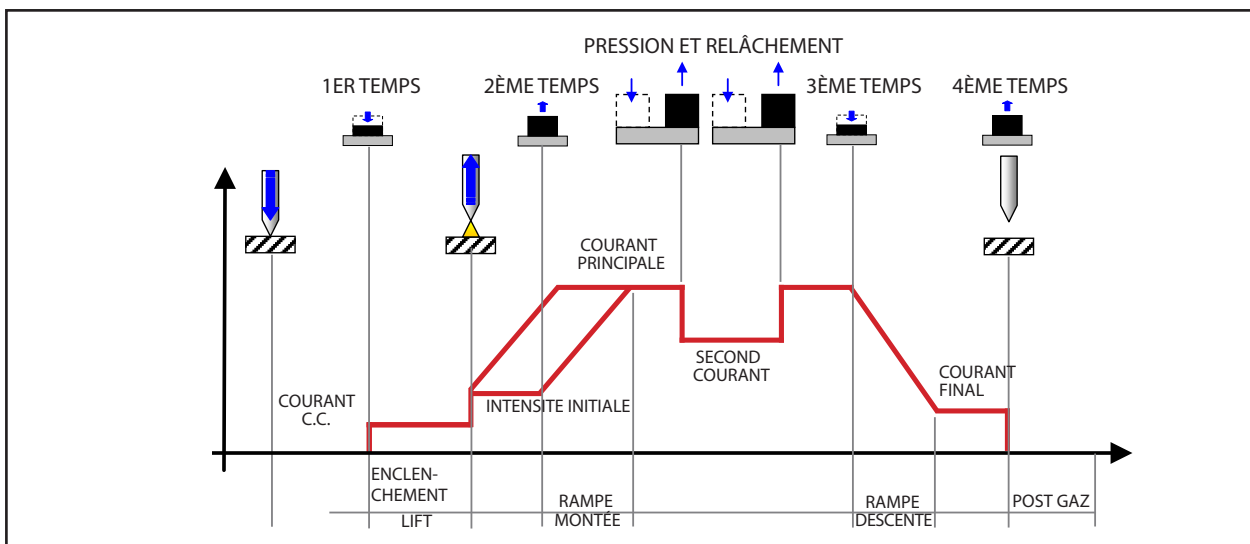 PRESSION ET RELÂCHEMENT
1ER TEMPS
2ÈME TEMPS
3ÈME TEMPS
4ÈME TEMPS
COURANT
PRINCIPALE
SECOND
COURANT
COURANT
FINAL
COURANT
C.C.
INTENSITE INITIALE
ENCLEN-
CHEMENT
LIFT
RAMPE
MONTÉE
RAMPE
DESCENTE
POST GAZ